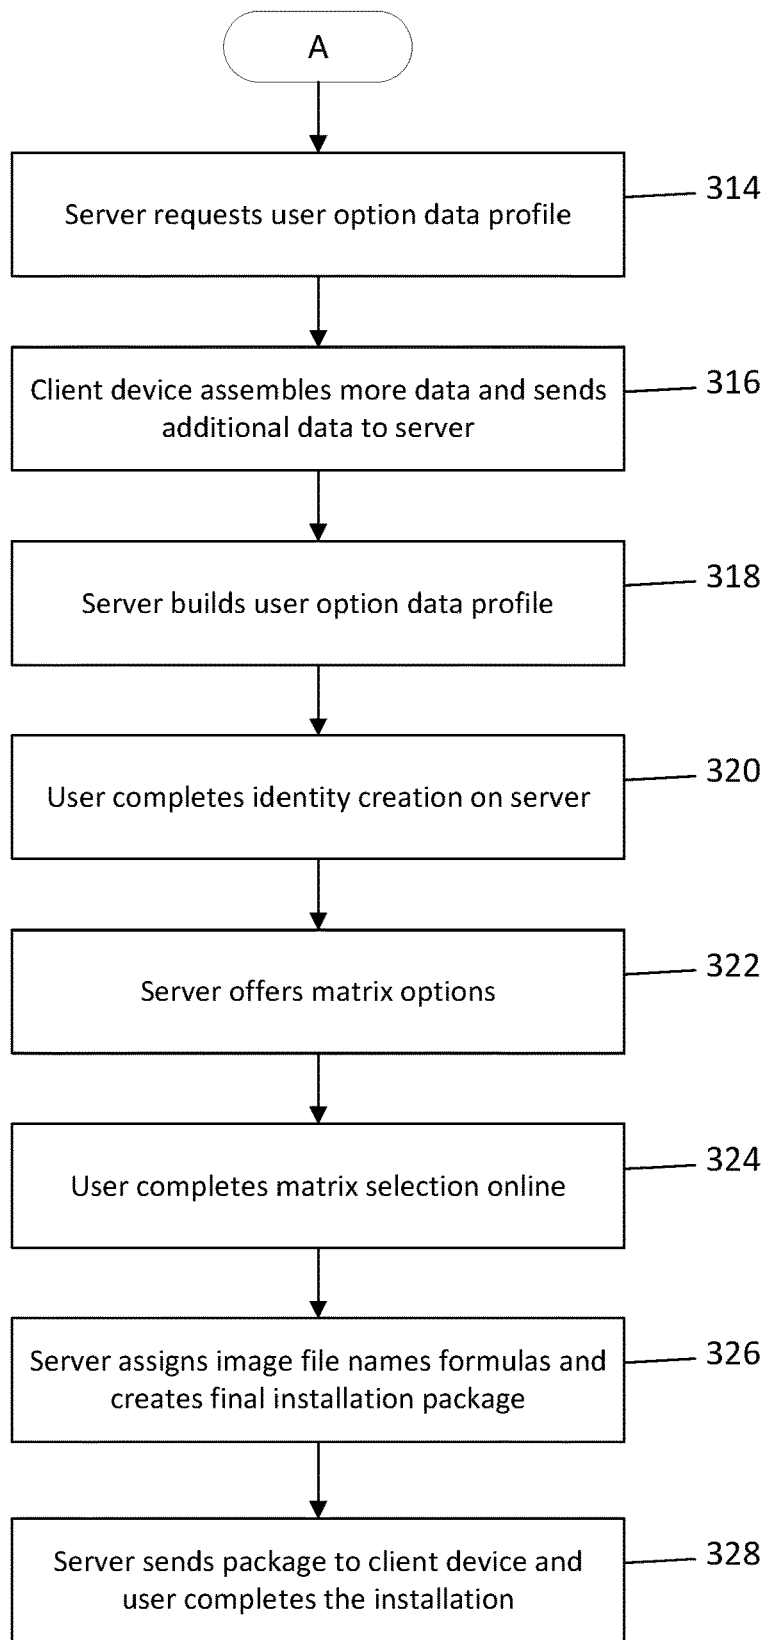 A
Server requests user option data profile
314
Client device assembles more data and sends
additional data to server
316
Server builds user option data profile
318
User completes identity creation on server
320
Server offers matrix options
322
User completes matrix selection online
324
Server assigns image file names formulas and
creates final installation package
326
Server sends package to client device and
user completes the installation
328